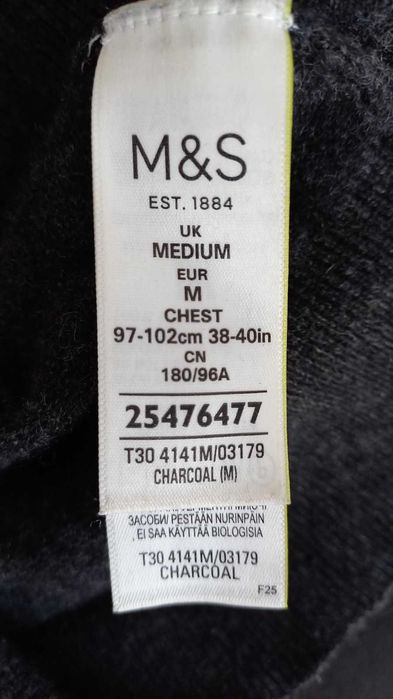 M&S
EST. 1884
UK
MEDIUM
EUR
M
CHEST
97-102cm 38-40in
CN
180/96A
25476477
T30 4141M/03179
CHARCOAL (M)
ЗАСОБИ/ PESTÄÄN NURINPÄIN
, EI SAA KÄYTTÄÄ BIOLOGISIA
T30 4141M/03179
CHARCOAL
F25